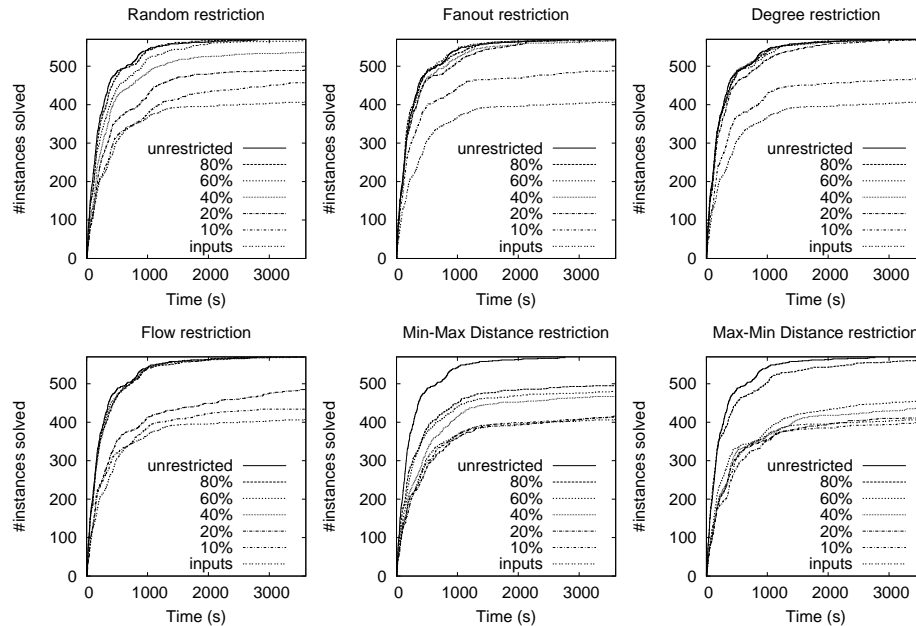 Random restriction
#instances solved
500
400
300
200
100
0
unrestricted
80%
60%
40%
20%
10%
inputs
0 1000 2000 3000
Time (s)
Fanout restriction
#instances solved
500
400
300
200
100
0
unrestricted
80%
60%
40%
20%
10%
inputs
0 1000 2000 3000
Time (s)
Degree restriction
#instances solved
500
400
300
200
100
0
unrestricted
80%
60%
40%
20%
10%
inputs
0 1000 2000 3000
Time (s)
Flow restriction
#instances solved
500
400
300
200
100
0
unrestricted
80%
60%
40%
20%
10%
inputs
0 1000 2000 3000
Time (s)
Min-Max Distance restriction
#instances solved
500
400
300
200
100
0
unrestricted
80%
60%
40%
20%
10%
inputs
0 1000 2000 3000
Time (s)
Max-Min Distance restriction
#instances solved
500
400
300
200
100
0
unrestricted
80%
60%
40%
20%
10%
inputs
0 1000 2000 3000
Time (s)